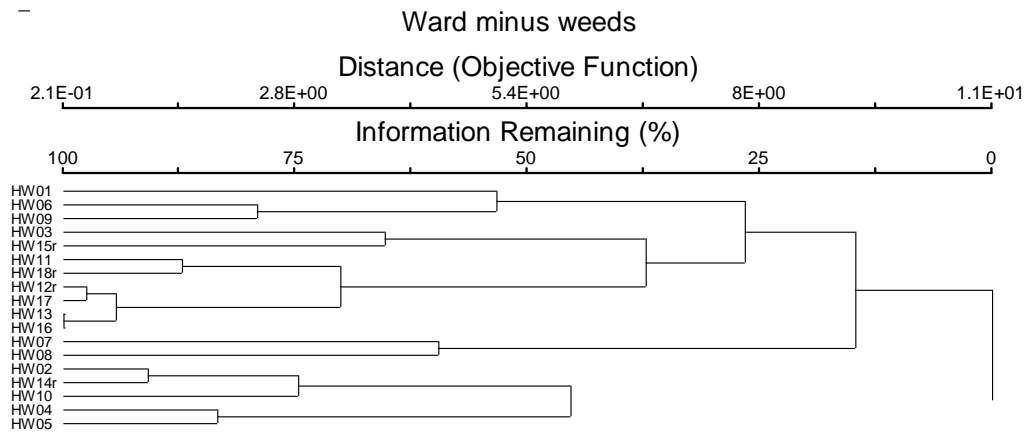 Ward minus weeds
Distance (Objective Function)
2.1E-01 2.8E+00 5.4E+00 8E+00 1.1E+01
Information Remaining (%)
100 75 50 25 0
HW01
HW06
HW09
HW03
HW15r
HW11
HW18r
HW12r
HW17
HW13
HW16
HW07
HW08
HW02
HW14r
HW10
HW04
HW05